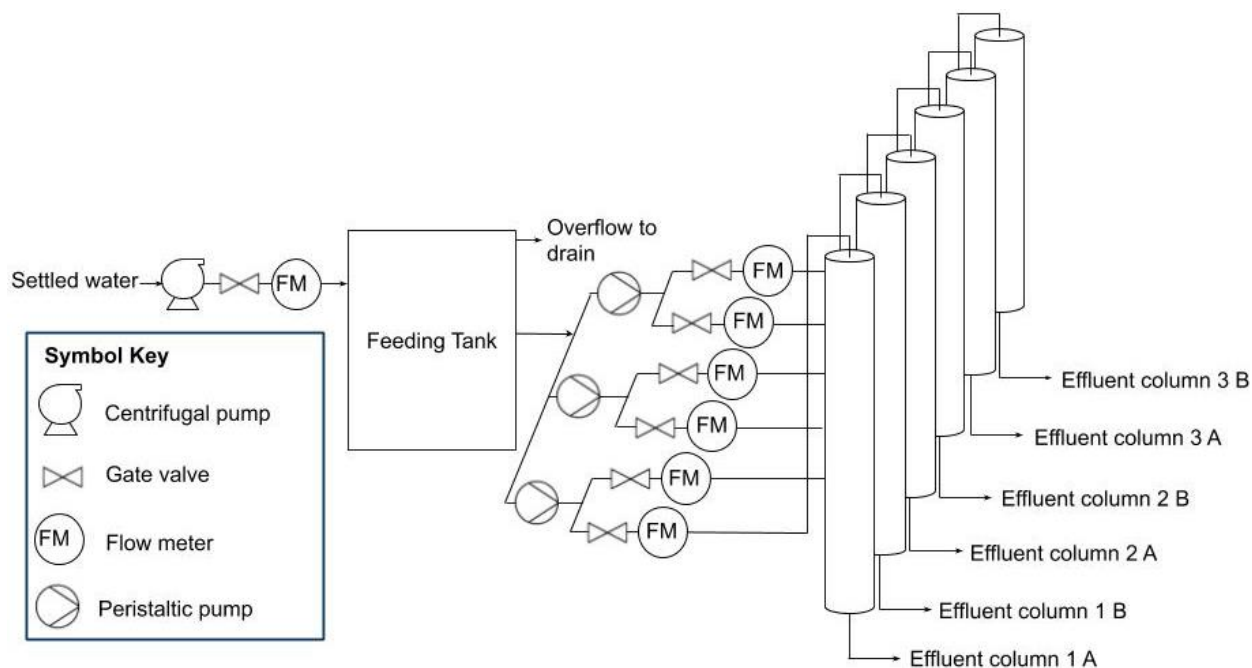 Overflow to
drain
Settled water
FM
Feeding Tank
FM
FM
FM
FM
FM
FM
Symbol Key
Centrifugal pump
Gate valve
FM
Flow meter
Peristaltic pump
Effluent column 3 B
Effluent column 3 A
Effluent column 2 B
Effluent column 2 A
Effluent column 1 B
Effluent column 1 A